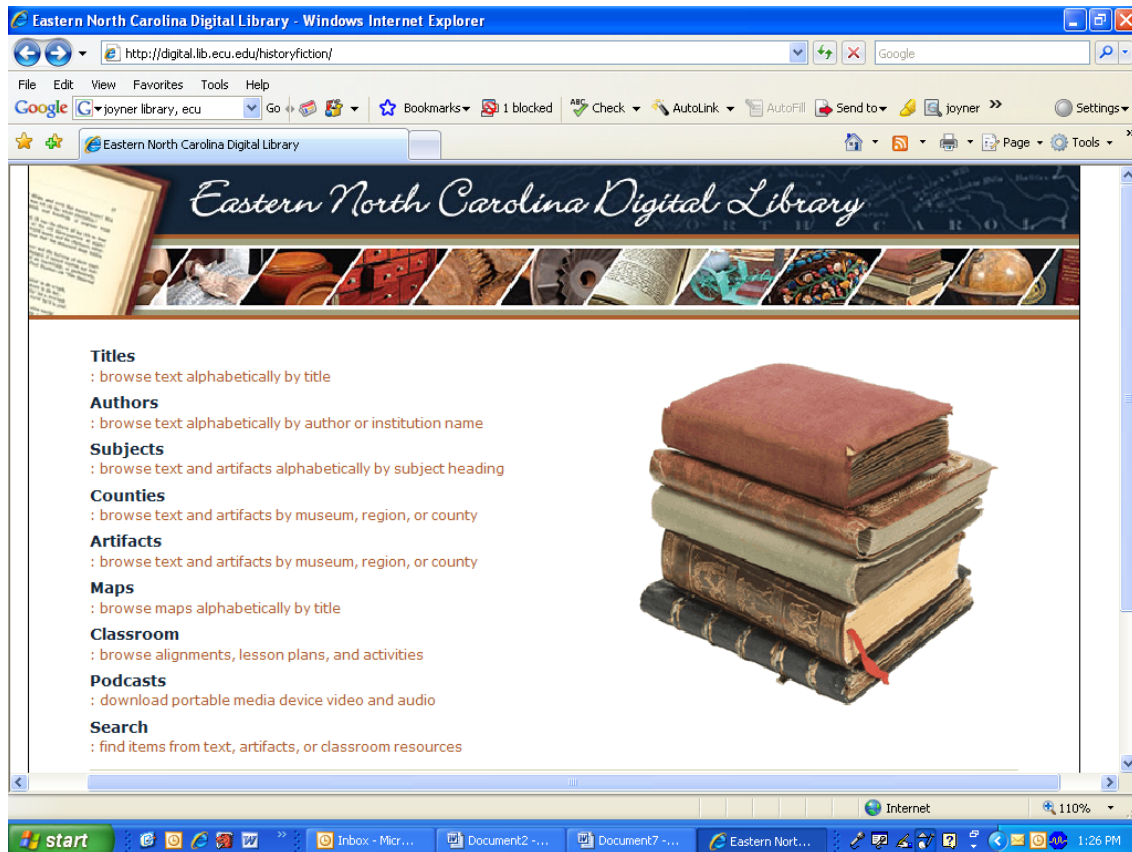 Eastern North Carolina Digital Library - Windows Internet Explorer
http://digital.lib.ecu.edu/historyfiction/
Google
File Edit View Favorites Tools Help
Google G joyner library, ecu Go Bookmarks 1 blocked ABC Check AutoLink AutoFill Send to joyner » Settings
Eastern North Carolina Digital Library Page Tools »
Eastern North Carolina Digital Library
Titles
: browse text alphabetically by title
Authors
: browse text alphabetically by author or institution name
Subjects
: browse text and artifacts alphabetically by subject heading
Counties
: browse text and artifacts by museum, region, or county
Artifacts
: browse text and artifacts by museum, region, or county
Maps
: browse maps alphabetically by title
Classroom
: browse alignments, lesson plans, and activities
Podcasts
: download portable media device video and audio
Search
: find items from text, artifacts, or classroom resources
Internet 110%
start » Inbox - Micr... Document2 -... Document7 -... Eastern Nort... 1:26 PM